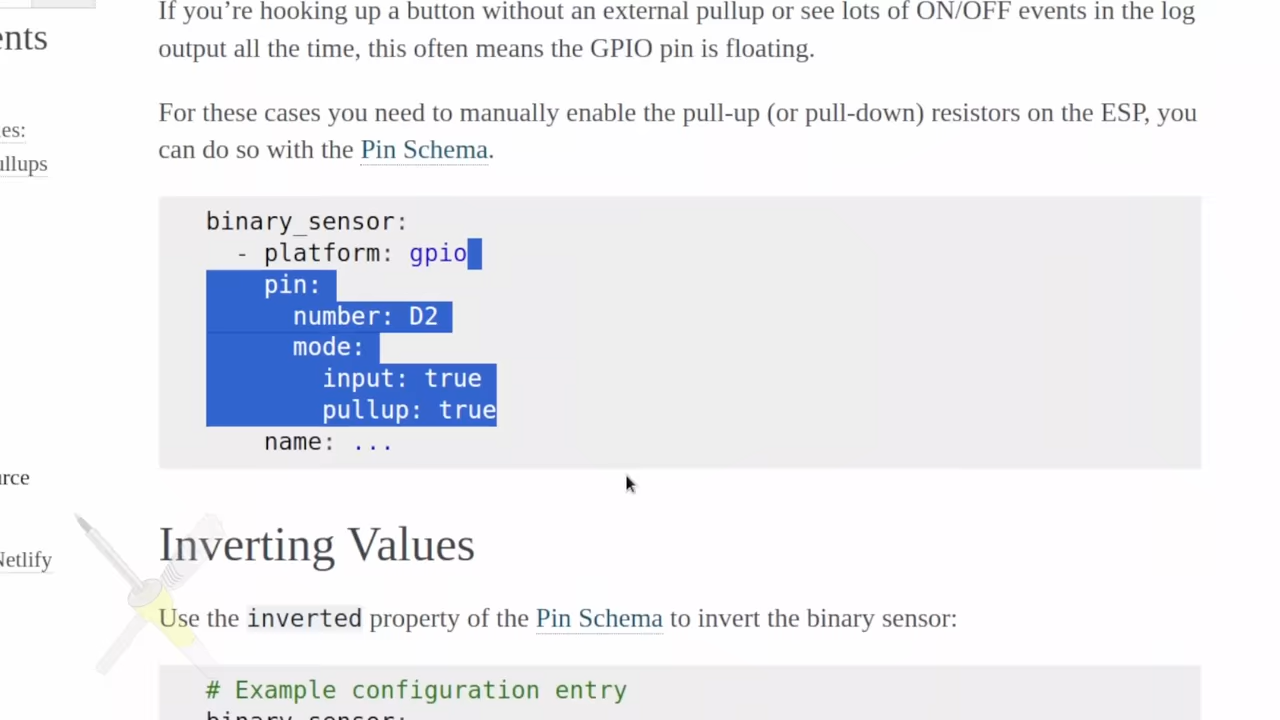 If you’re hooking up a button without an external pullup or see lots of ON/OFF events in the log
output all the time, this often means the GPIO pin is floating.
For these cases you need to manually enable the pull-up (or pull-down) resistors on the ESP, you
can do so with the Pin Schema.
binary_sensor:
  - platform: gpio
    pin:
      number: D2
      mode:
        input: true
        pullup: true
    name: ...
Inverting Values
Use the inverted property of the Pin Schema to invert the binary sensor:
# Example configuration entry
binary_sensor:
ents
es:
ullups
urce
Netlify